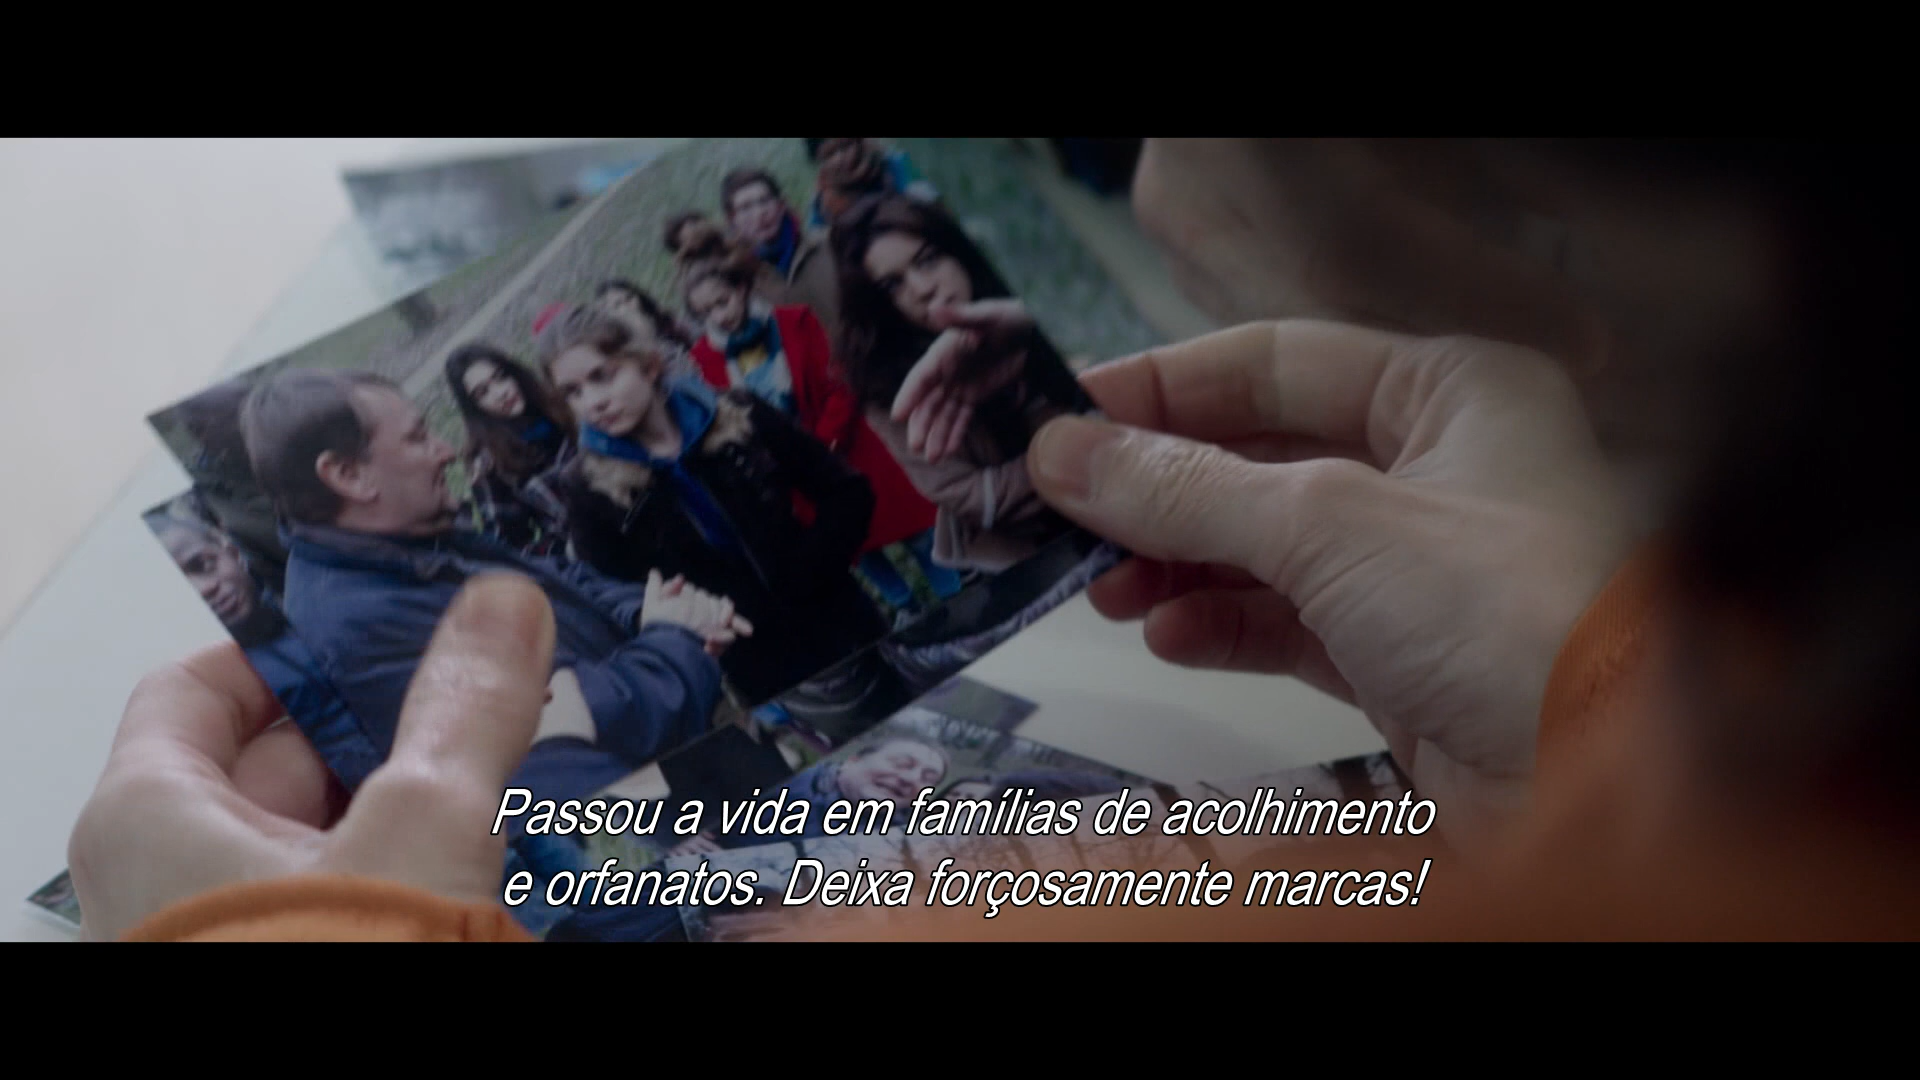 Passou a vida em famílias de acolhimento
e orfanatos. Deixa forçosamente marcas!